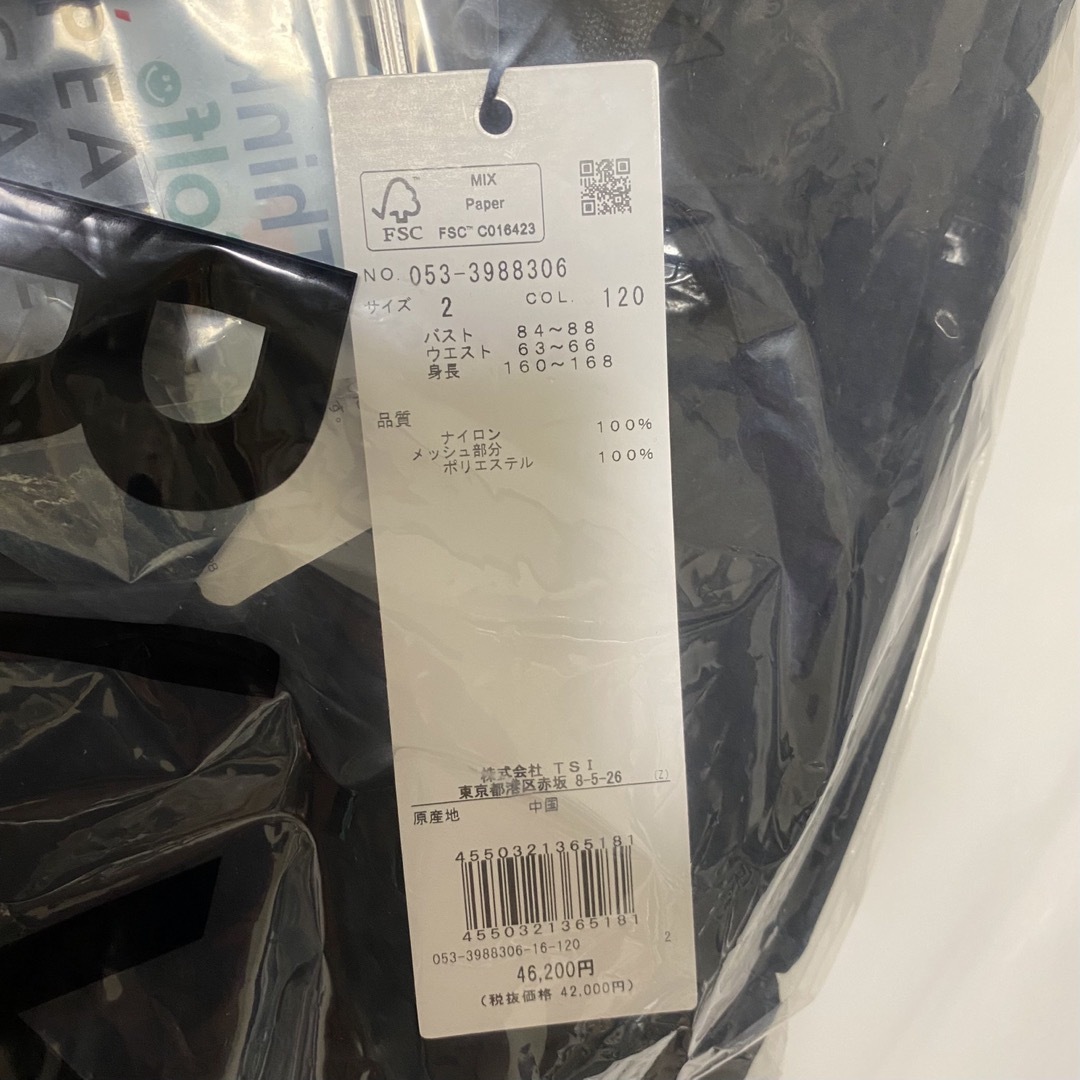 MIX
Paper
FSC™ C016423
FSC
NO. 053-3988306
サイズ 2 COL. 120
バスト 84～88
ウエスト 63～66
身長 160～168
品質
ナイロン 100%
メッシュ部分
ポリエステル 100%
株式会社 TSI
東京都港区赤坂 8-5-26 (Z)
原産地 中国
4550321365181
4550321365181
053-3988306-16-120 2
46,200円
(税抜価格 42,000円)